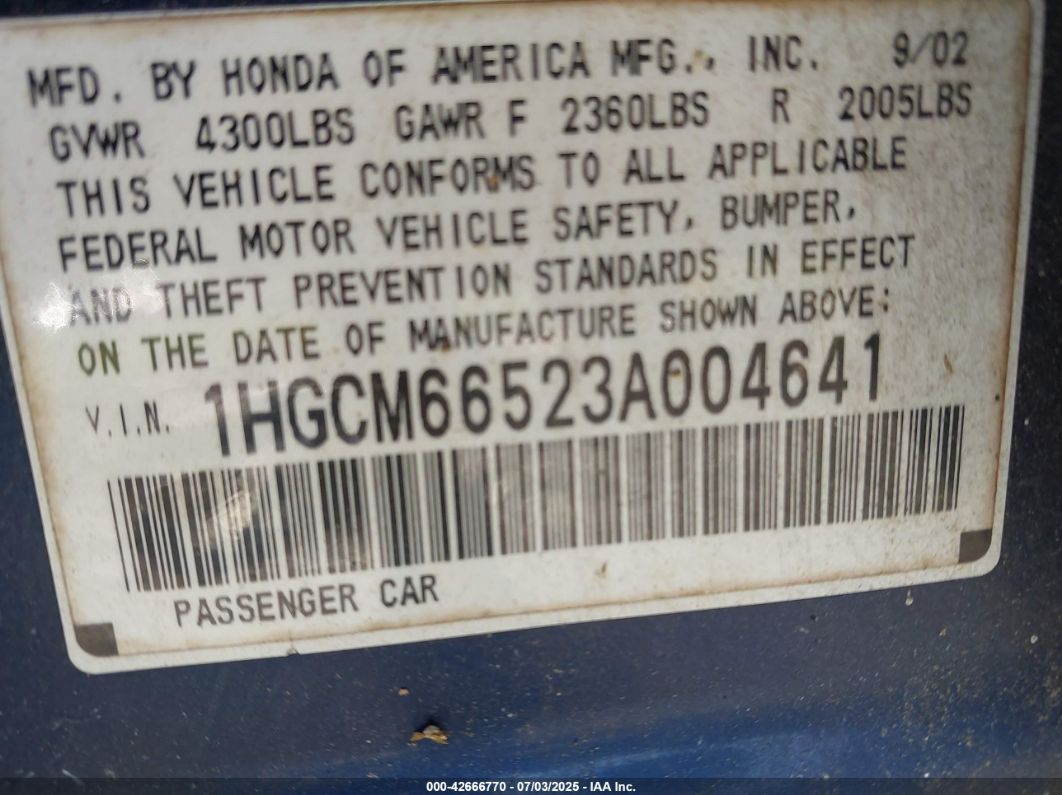 MFD. BY HONDA OF AMERICA MFG., INC. 9/02
GVWR 4300LBS GAWR F 2360LBS R 2005LBS
THIS VEHICLE CONFORMS TO ALL APPLICABLE
FEDERAL MOTOR VEHICLE SAFETY, BUMPER,
AND THEFT PREVENTION STANDARDS IN EFFECT
ON THE DATE OF MANUFACTURE SHOWN ABOVE:
V.I.N. 1HGCM66523A004641
PASSENGER CAR
000-42666770 - 07/03/2025 - IAA Inc.